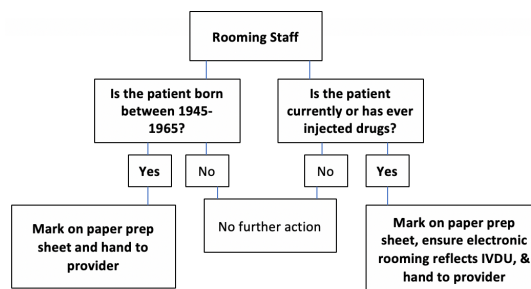 Rooming Staff
Is the patient born
between 1945-
1965?
Is the patient
currently or has ever
injected drugs?
Yes
No
No
Yes
Mark on paper prep
sheet and hand to
provider
No further action
Mark on paper prep
sheet, ensure electronic
rooming reflects IVDU, &
hand to provider